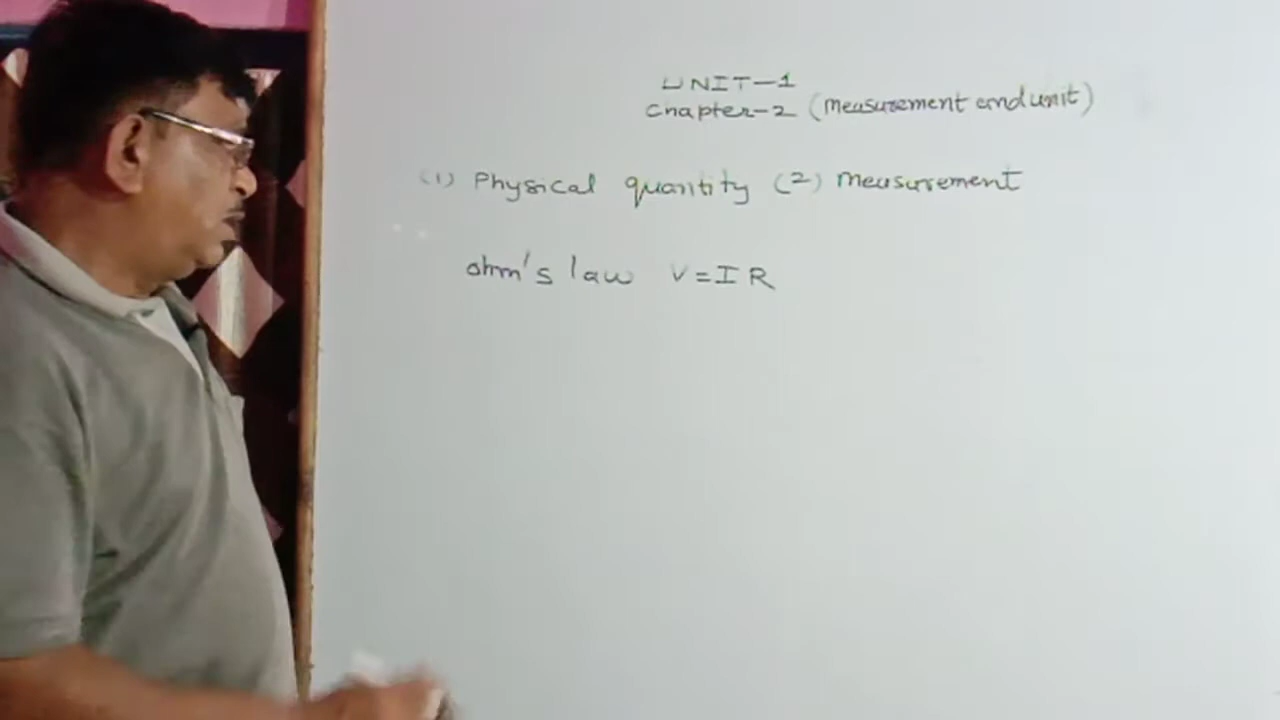 UNIT-1
Chapter-2 (Measurement and unit)
(1) Physical quantity (2) Measurement
ohm's law V=IR